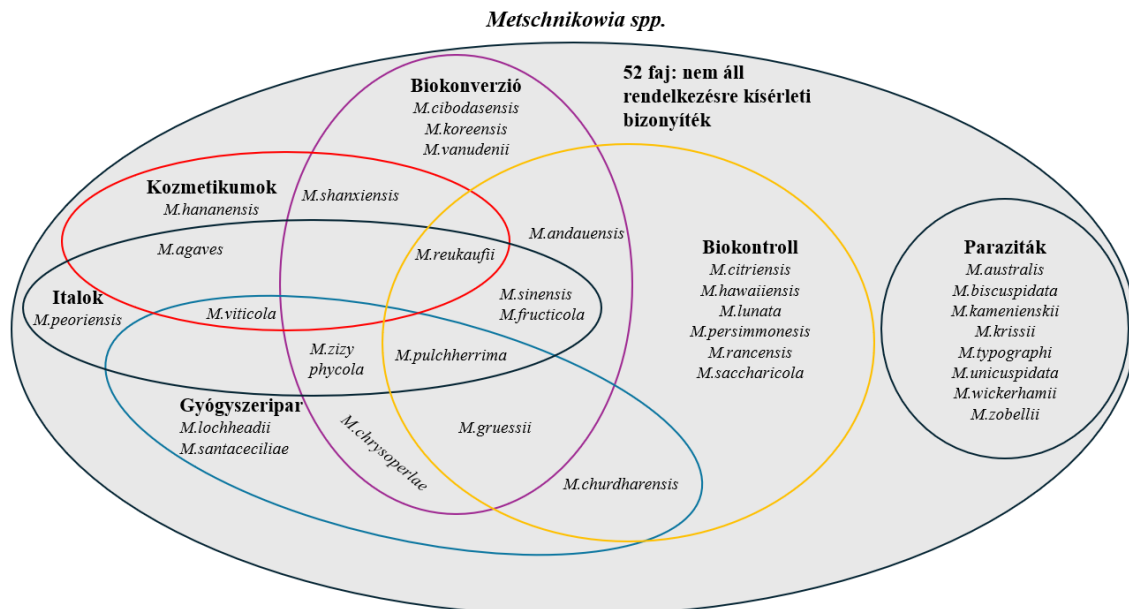 Metschnikowia spp.
Biokonverzió
M.cibodasensis
M.koreensis
M.vanudenii
52 faj: nem áll
rendelkezésre kísérleti
bizonyíték
Kozmetikumok
M.hananensis
M.shanxiensis
M.agaves
M.reukaufii
M.andauensis
Italok
M.peoriensis
M.viticola
M.sinensis
M.fructicola
M.zizy
phycola
M.pulchherrima
Gyógyszeripar
M.lochheadii
M.santaceciliae
M.chrysoperlae
M.gruessii
M.churdharensis
Biokontroll
M.citriensis
M.hawaiiensis
M.lunata
M.persimmonesis
M.rancensis
M.saccharicola
Paraziták
M.australis
M.biscuspidata
M.kamenienskii
M.krissii
M.typographi
M.unicuspidata
M.wickerhamii
M.zobellii